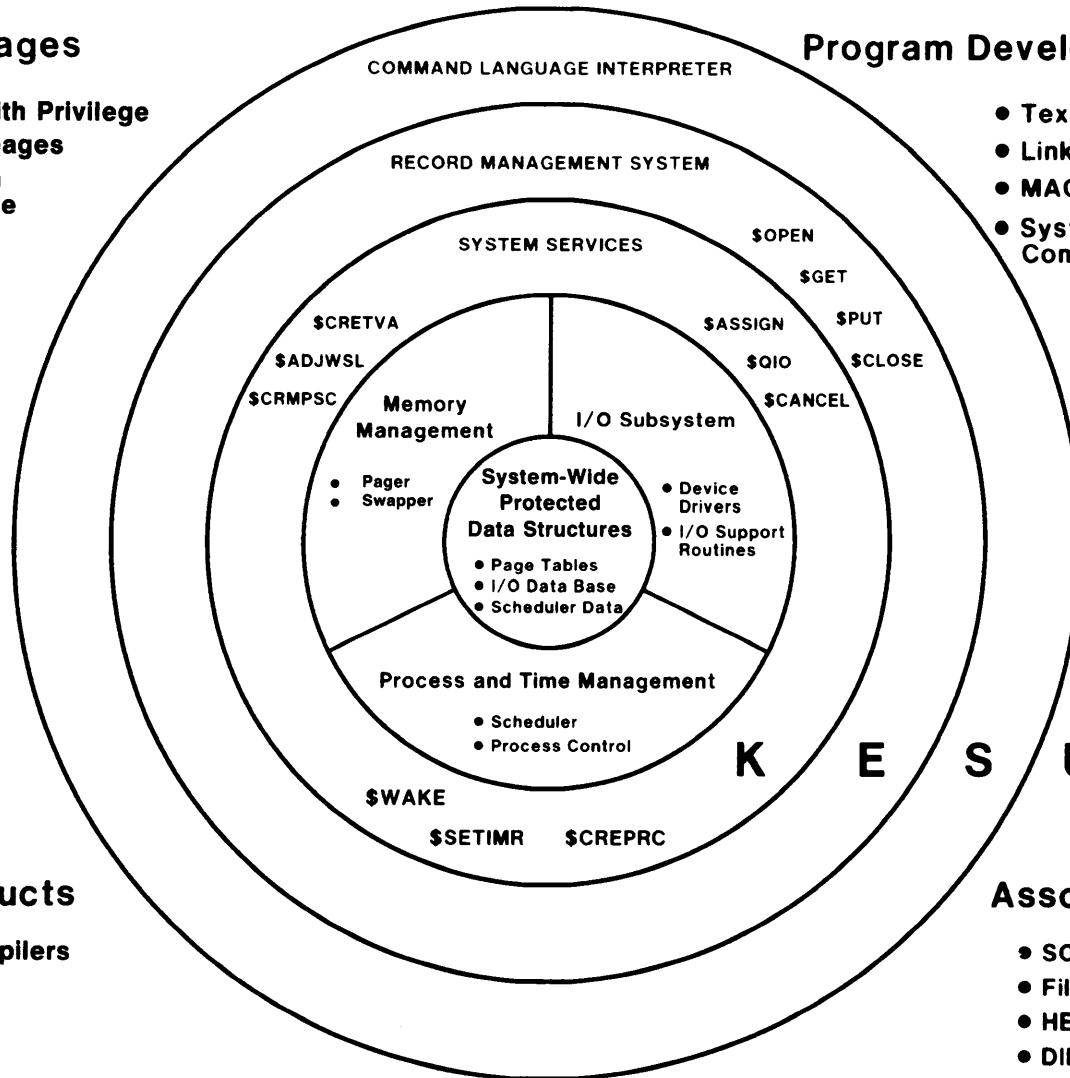 ages
ith Privilege
ages
e
COMMAND LANGUAGE INTERPRETER
RECORD MANAGEMENT SYSTEM
SYSTEM SERVICES
$OPEN
$GET
$PUT
$CLOSE
$CRETVA
$ADJWSL
$CRMPSC
$ASSIGN
$QIO
$CANCEL
Memory
Management
● Pager
● Swapper
I/O Subsystem
● Device
Drivers
● I/O Support
Routines
System-Wide
Protected
Data Structures
● Page Tables
● I/O Data Base
● Scheduler Data
Process and Time Management
● Scheduler
● Process Control
K E S
$WAKE
$SETIMR $CREPRC
Program Devel
● Tex
● Link
● MAC
● Syst
Com
ucts
pilers
Asso
● SO
● Fil
● HE
● DI